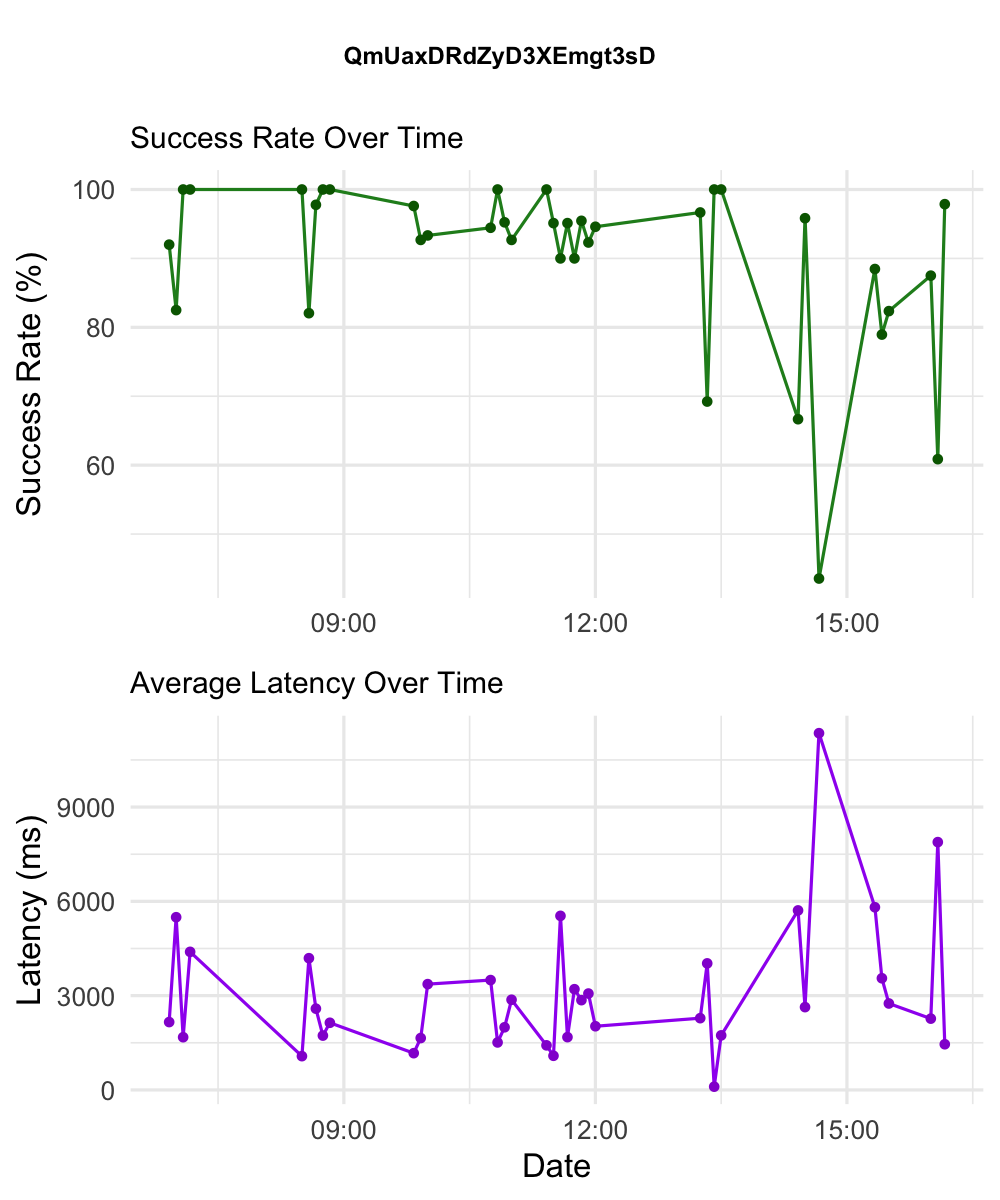 QmUaxDRdZyD3XEmgt3sD
Success Rate Over Time
Success Rate (%)
100
80
60
09:00 12:00 15:00
Average Latency Over Time
Latency (ms)
9000
6000
3000
0
09:00 12:00 15:00
Date